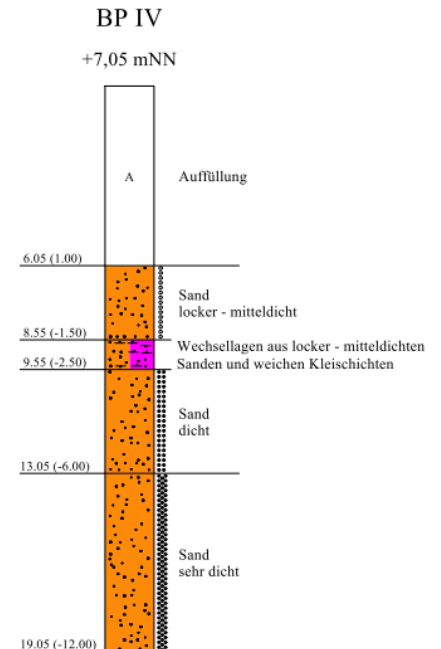 BP IV
+7,05 mNN
A
Auffüllung
6.05 (1.00)
Sand
locker - mitteldicht
8.55 (-1.50)
Wechsellagen aus locker - mitteldichten
9.55 (-2.50)
Sanden und weichen Kleischichten
Sand
dicht
13.05 (-6.00)
Sand
sehr dicht
19.05 (-12.00)